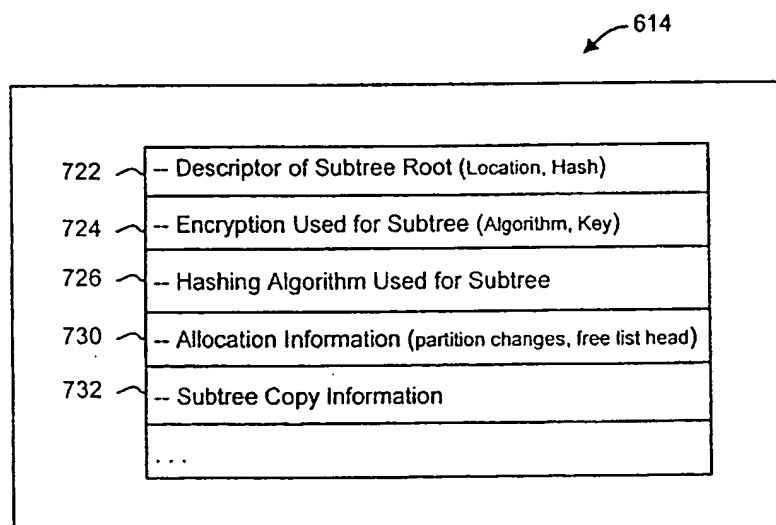 614
722 -- Descriptor of Subtree Root (Location, Hash)
724 -- Encryption Used for Subtree (Algorithm, Key)
726 -- Hashing Algorithm Used for Subtree
730 -- Allocation Information (partition changes, free list head)
732 -- Subtree Copy Information
...